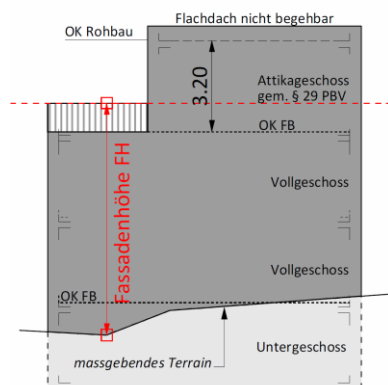 Flachdach nicht begehbar
OK Rohbau
3.20
Attikageschoss
gem. § 29 PBV
OK FB
Fassadenhöhe FH
Vollgeschoss
Vollgeschoss
OK FB
Untergeschoss
massgebendes Terrain